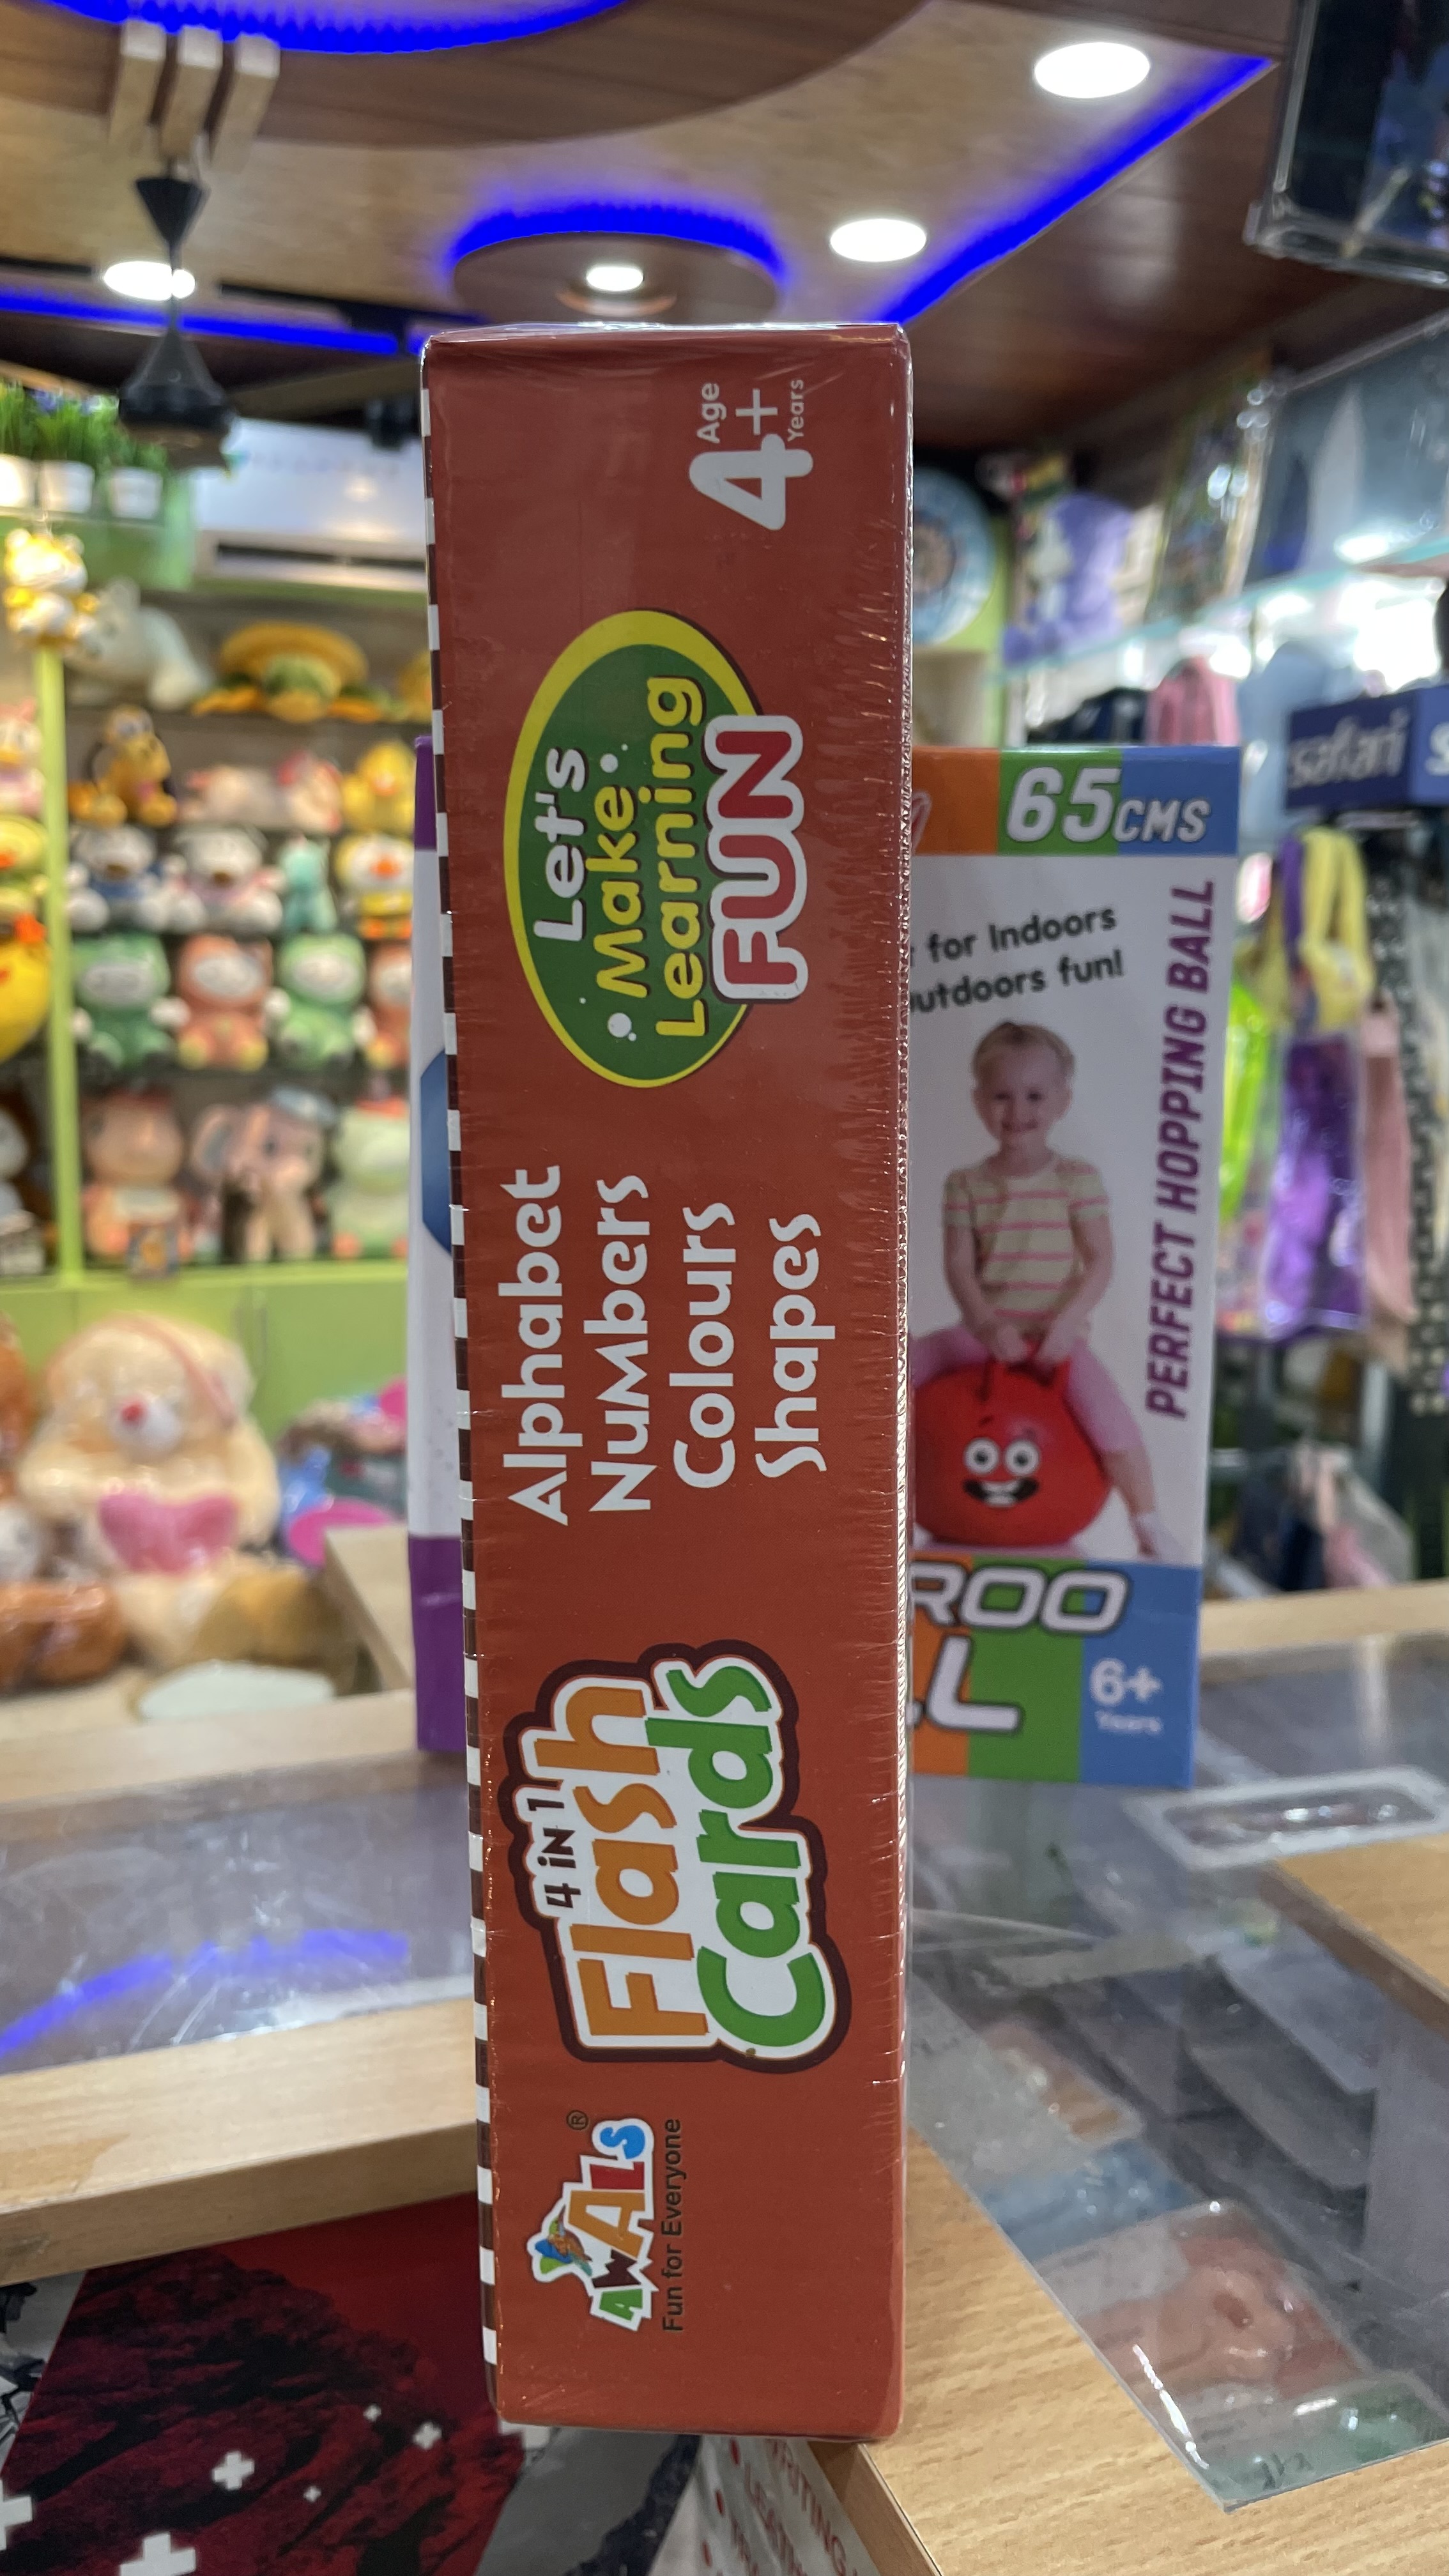 AWALS®
Fun for Everyone
4 iN 1
Flash
Cards
Alphabet
NuMbers
Colours
Shapes
Let's
Make
Learning
FUN
Age
4+
Years
65CMS
for Indoors
outdoors fun!
PERFECT HOPPING BALL
ROO
LL
6+
Years
safari